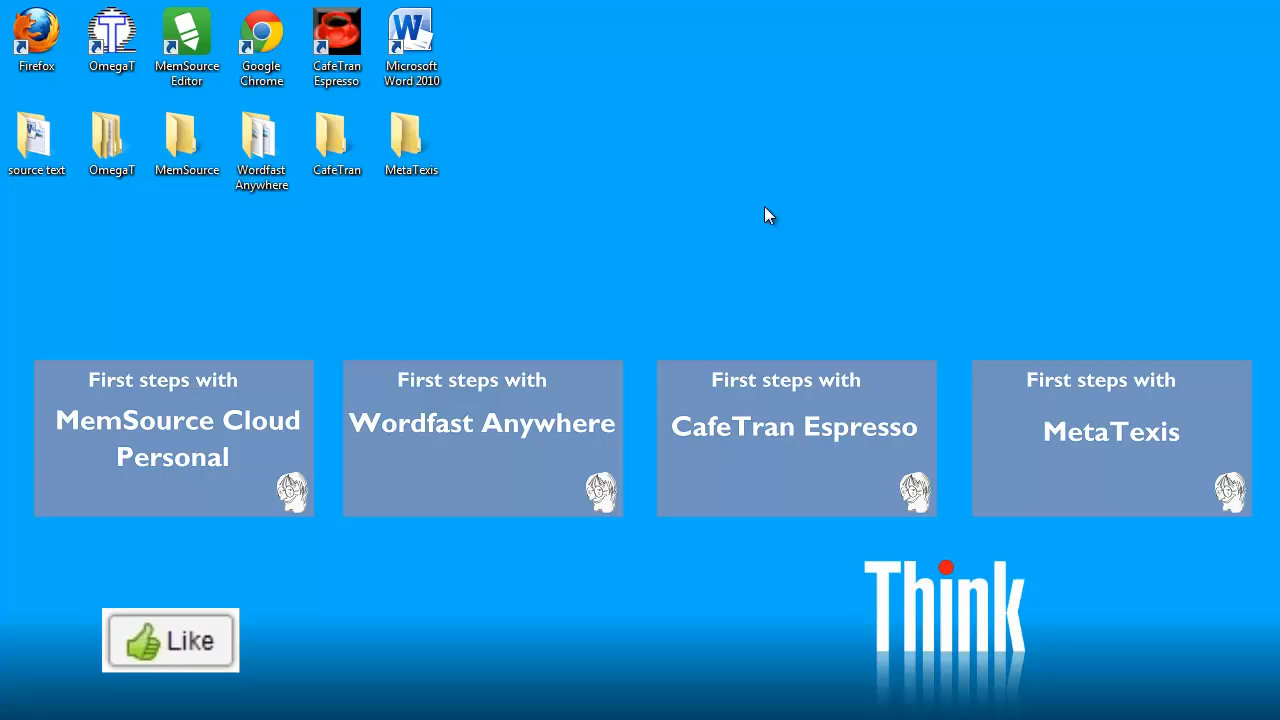 Firefox
OmegaT
MemSource
Editor
Google
Chrome
CafeTran
Espresso
Microsoft
Word 2010
source text
OmegaT
MemSource
Wordfast
Anywhere
CafeTran
MetaTexis
First steps with
MemSource Cloud
Personal
First steps with
Wordfast Anywhere
First steps with
CafeTran Espresso
First steps with
MetaTexis
Like
Think